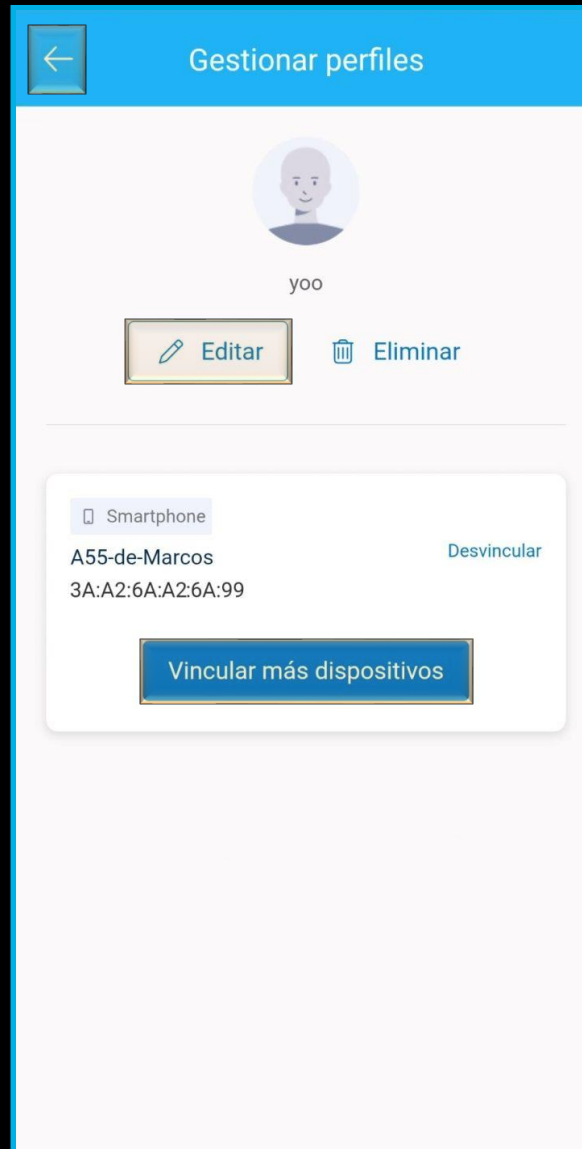 Gestionar perfiles
yoo
Editar
Eliminar
Smartphone
A55-de-Marcos
Desvincular
3A:A2:6A:A2:6A:99
Vincular más dispositivos